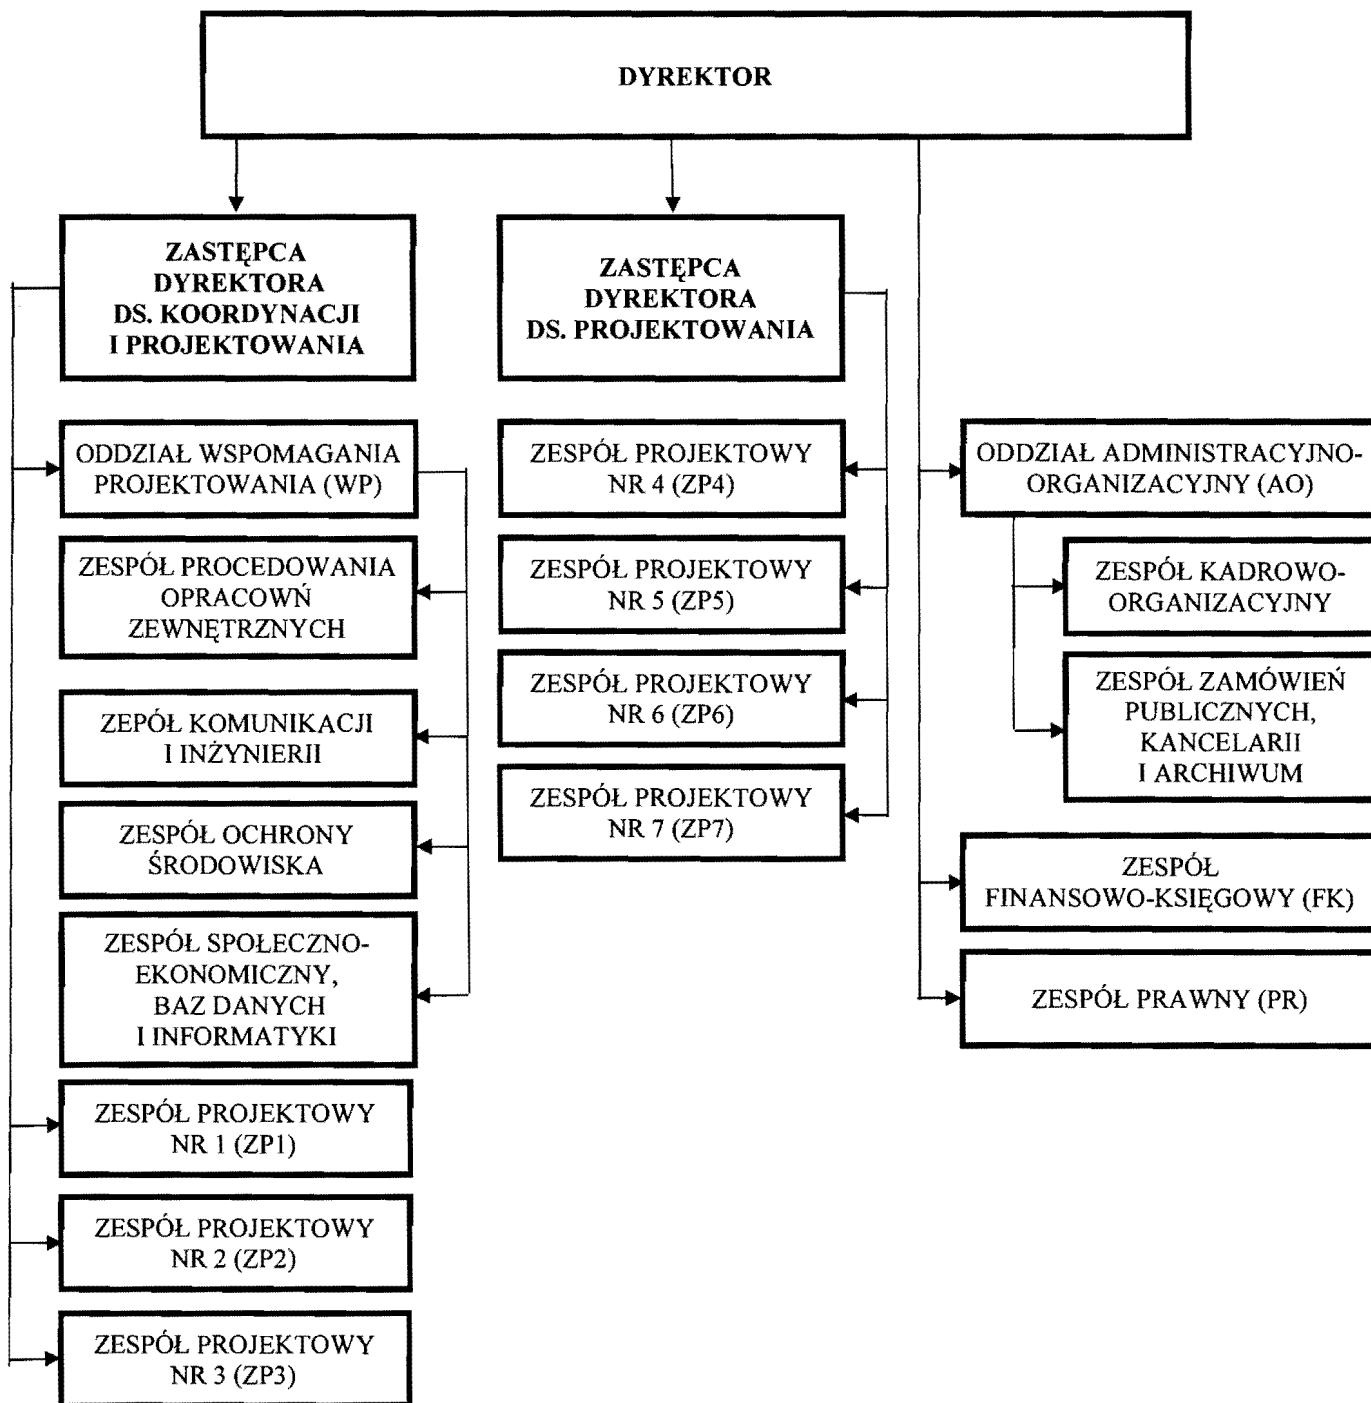 DYREKTOR
ZASTĘPCA
DYREKTORA
DS. KOORDYNACJI
I PROJEKTOWANIA
ZASTĘPCA
DYREKTORA
DS. PROJEKTOWANIA
ODDZIAŁ WSPOMAGANIA
PROJEKTOWANIA (WP)
ZESPÓŁ PROCEDOWANIA
OPRACOWŃ
ZEWNĘTRZNYCH
ZEPÓŁ KOMUNIKACJI
I INŻYNIERII
ZESPÓŁ OCHRONY
ŚRODOWISKA
ZESPÓŁ SPOŁECZNO-
EKONOMICZNY,
BAZ DANYCH
I INFORMATYKI
ZESPÓŁ PROJEKTOWY
NR 1 (ZP1)
ZESPÓŁ PROJEKTOWY
NR 2 (ZP2)
ZESPÓŁ PROJEKTOWY
NR 3 (ZP3)
ZESPÓŁ PROJEKTOWY
NR 4 (ZP4)
ZESPÓŁ PROJEKTOWY
NR 5 (ZP5)
ZESPÓŁ PROJEKTOWY
NR 6 (ZP6)
ZESPÓŁ PROJEKTOWY
NR 7 (ZP7)
ODDZIAŁ ADMINISTRACYJNO-
ORGANIZACYJNY (AO)
ZESPÓŁ KADROWO-
ORGANIZACYJNY
ZESPÓŁ ZAMÓWIEŃ
PUBLICZNYCH,
KANCELARII
I ARCHIWUM
ZESPÓŁ
FINANSOWO-KSIĘGOWY (FK)
ZESPÓŁ PRAWNY (PR)